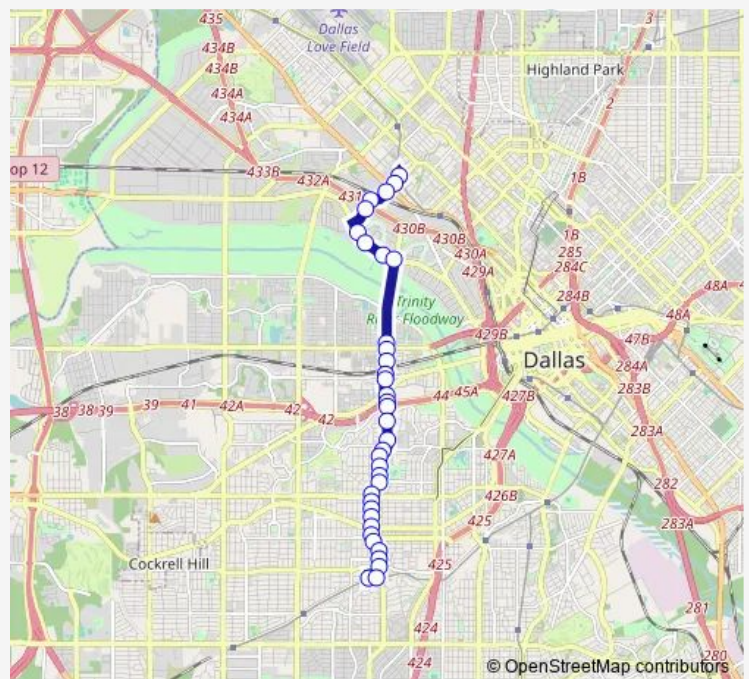 435
3
Dallas
Love Field
434B
434B
Highland Park
434A
2
434A
op 12
433B
432A
1B
431
430B
430B
1B
430A
285
429A
284C
48A
Trinity
River Floodway
284B
48A
429B
47B
Dallas
284A
283B
38
38
39
39
41
42A
42
42
44
45A
427B
283A
427A
282
426B
425
283A
Cockrell Hill
425
281
424
424
280
© OpenStreetMap contributors